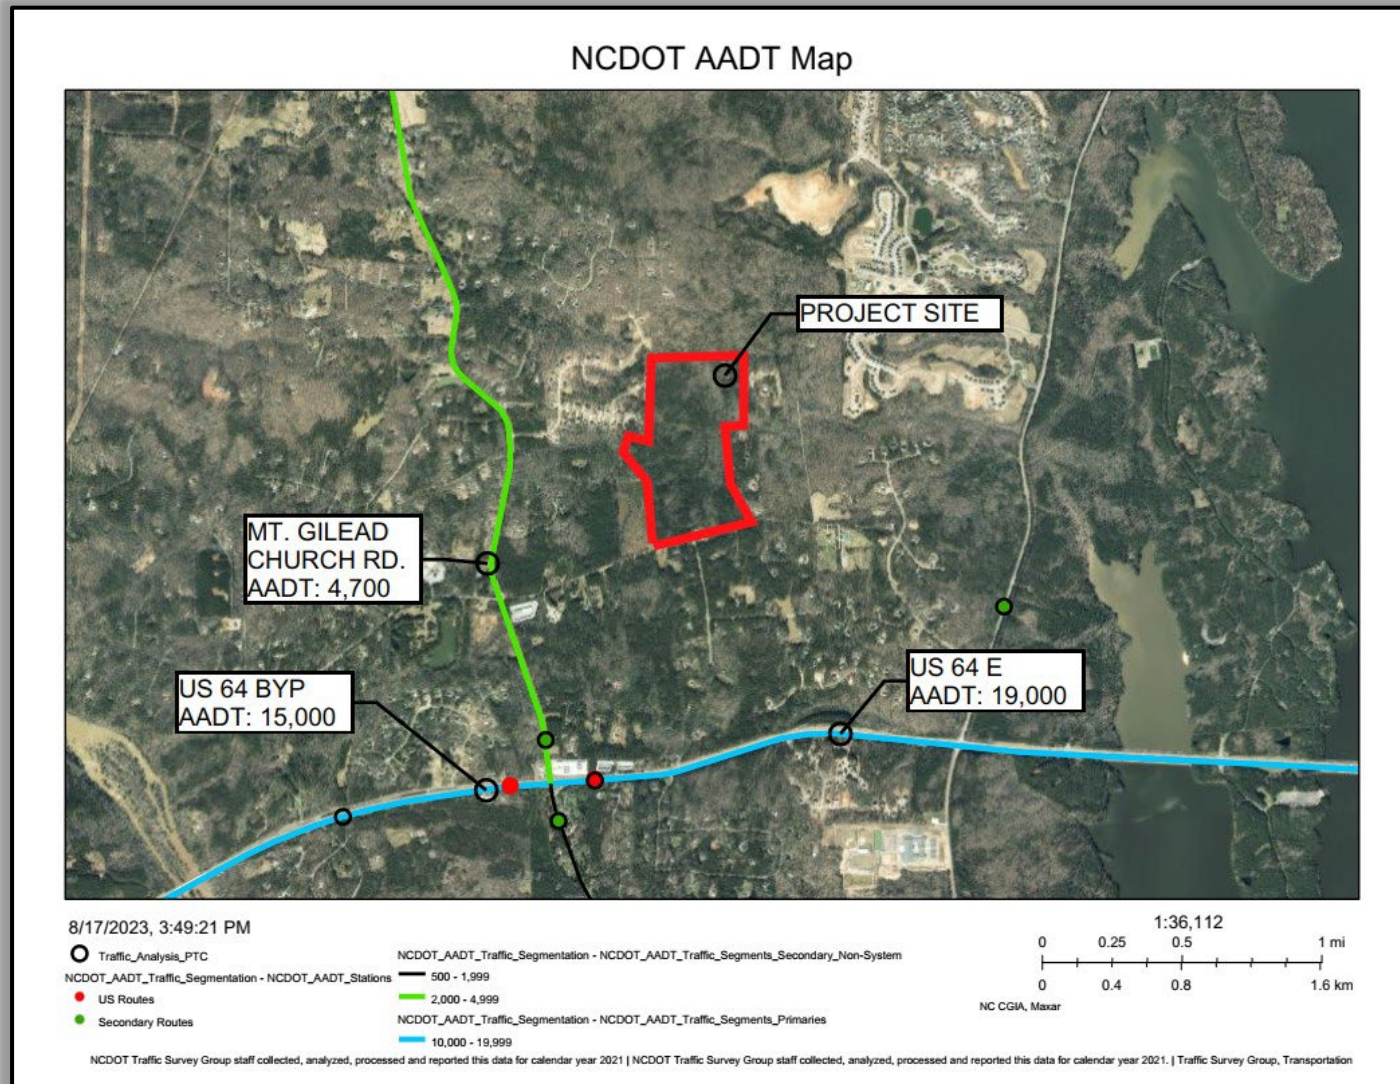 NCDOT AADT Map
PROJECT SITE
MT. GILEAD
CHURCH RD.
AADT: 4,700
US 64 BYP
AADT: 15,000
US 64 E
AADT: 19,000
8/17/2023, 3:49:21 PM
Traffic_Analysis_PTC
NCDOT_AADT_Traffic_Segmentation - NCDOT_AADT_Stations
US Routes
Secondary Routes
NCDOT_AADT_Traffic_Segmentation - NCDOT_AADT_Traffic_Segments_Secondary_Non-System
500 - 1,999
2,000 - 4,999
NCDOT_AADT_Traffic_Segmentation - NCDOT_AADT_Traffic_Segments_Primaries
10,000 - 19,999
1:36,112
0 0.25 0.5 1 mi
0 0.4 0.8 1.6 km
NC CGIA, Maxar
NCDOT Traffic Survey Group staff collected, analyzed, processed and reported this data for calendar year 2021 | NCDOT Traffic Survey Group staff collected, analyzed, processed and reported this data for calendar year 2021. | Traffic Survey Group, Transportation